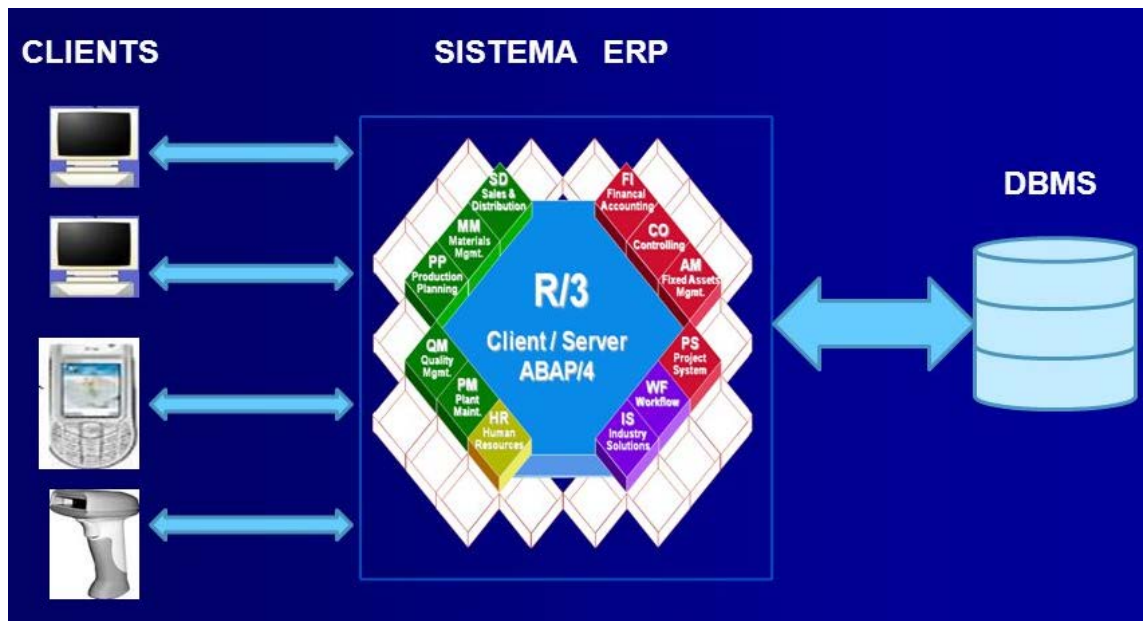 CLIENTS
SISTEMA ERP
DBMS
SD
Sales &
Distribution
MM
Materials
Mgmt.
PP
Production
Planning
QM
Quality
Mgmt.
PM
Plant
Maint.
HR
Human
Resources
R/3
Client / Server
ABAP/4
FI
Financal
Accounting
CO
Controlling
AM
Fixed Assets
Mgmt.
PS
Project
System
WF
Workflow
IS
Industry
Solutions